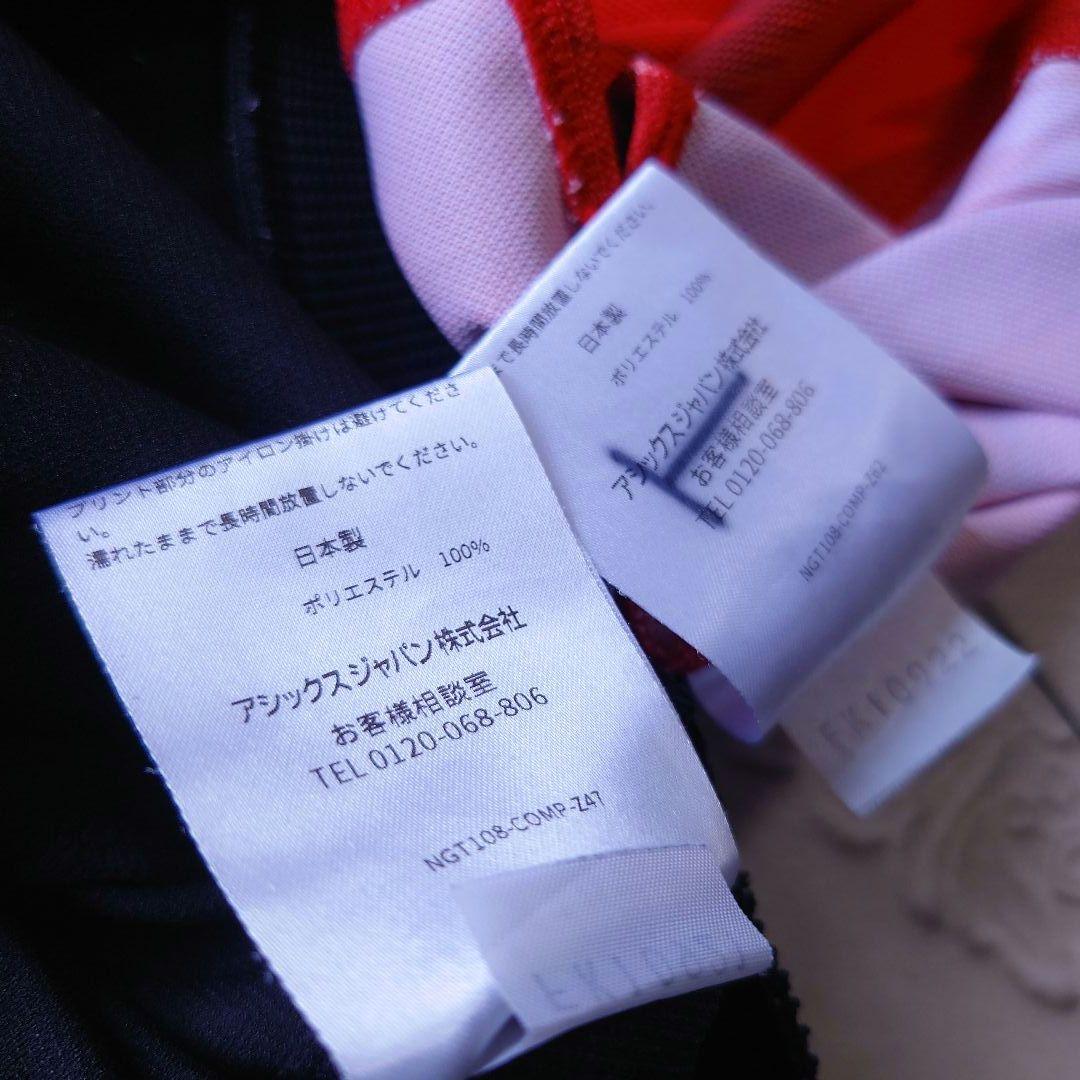 プリント部分のアイロン掛けは避けてくださ
い。
濡れたままで長時間放置しないでください。
日本製
ポリエステル 100%
アシックスジャパン株式会社
お客様相談室
TEL 0120-068-806
NGT108-COMP-Z47
まで長時間放置しないでください。
日本製
ポリエステル 100%
アシックスジャパン株式会社
お客様相談室
TEL 0120-068-806
NGT108-COMP-Z62